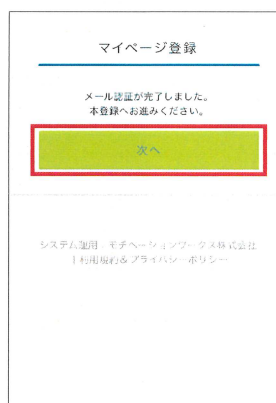 マイページ登録
メール認証が完了しました。
本登録へお進みください。
次へ
システム運用：モチベーションワークス株式会社
| 利用規約&プライバシーポリシー